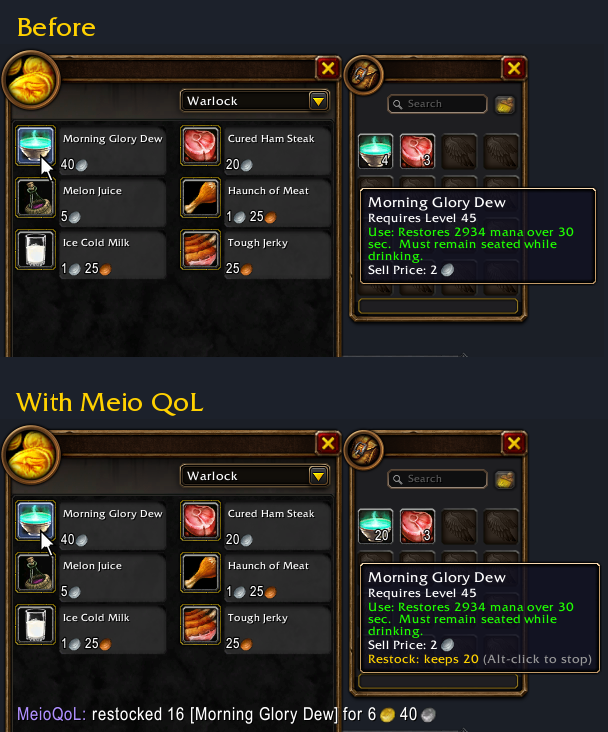 Before
Warlock
Search
Morning Glory Dew
40
Cured Ham Steak
20
4
3
Melon Juice
5
Haunch of Meat
1 25
Ice Cold Milk
1 25
Tough Jerky
25
Morning Glory Dew
Requires Level 45
Use: Restores 2934 mana over 30
sec. Must remain seated while
drinking.
Sell Price: 2
With Meio QoL
Warlock
Search
Morning Glory Dew
40
Cured Ham Steak
20
20
3
Melon Juice
5
Haunch of Meat
1 25
Ice Cold Milk
1 25
Tough Jerky
25
Morning Glory Dew
Requires Level 45
Use: Restores 2934 mana over 30
sec. Must remain seated while
drinking.
Sell Price: 2
Restock: keeps 20 (Alt-click to stop)
MeioQoL: restocked 16 [Morning Glory Dew] for 6 40